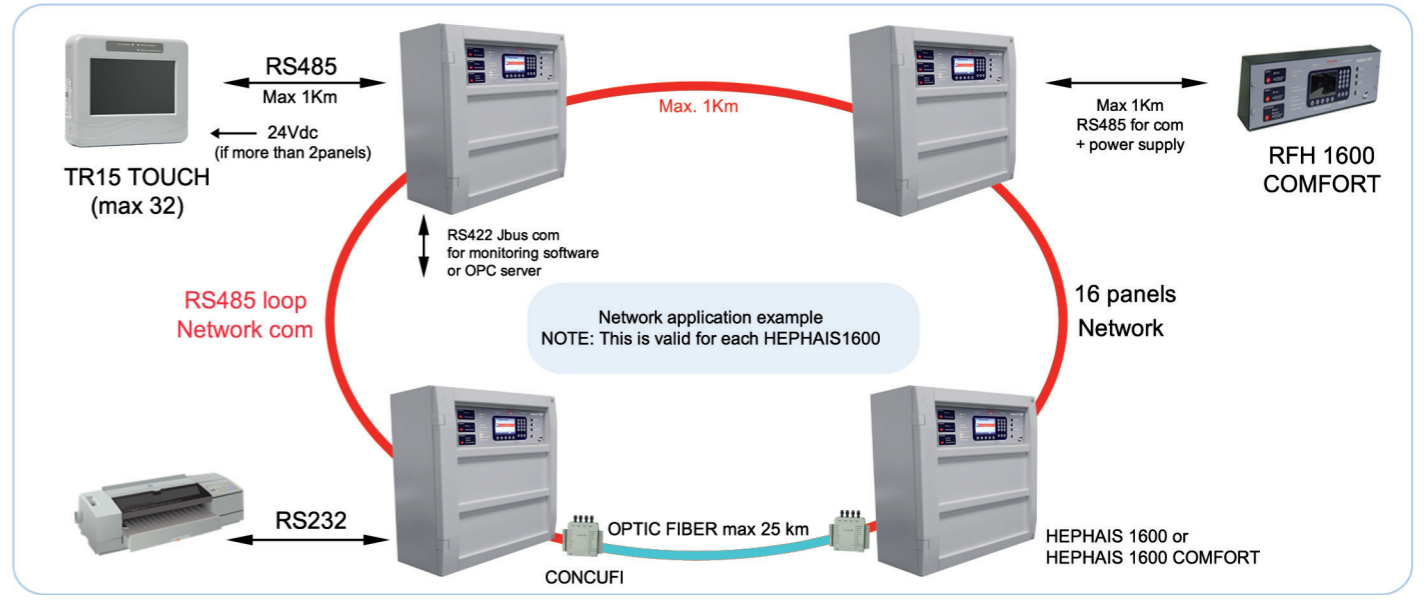 RS485
Max 1Km
24Vdc
(if more than 2panels)
TR15 TOUCH
(max 32)
Max. 1Km
Max 1Km
RS485 for com
+ power supply
RFH 1600
COMFORT
RS422 Jbus com
for monitoring software
or OPC server
RS485 loop
Network com
Network application example
NOTE: This is valid for each HEPHAIS1600
16 panels
Network
RS232
OPTIC FIBER max 25 km
CONCUFI
HEPHAIS 1600 or
HEPHAIS 1600 COMFORT